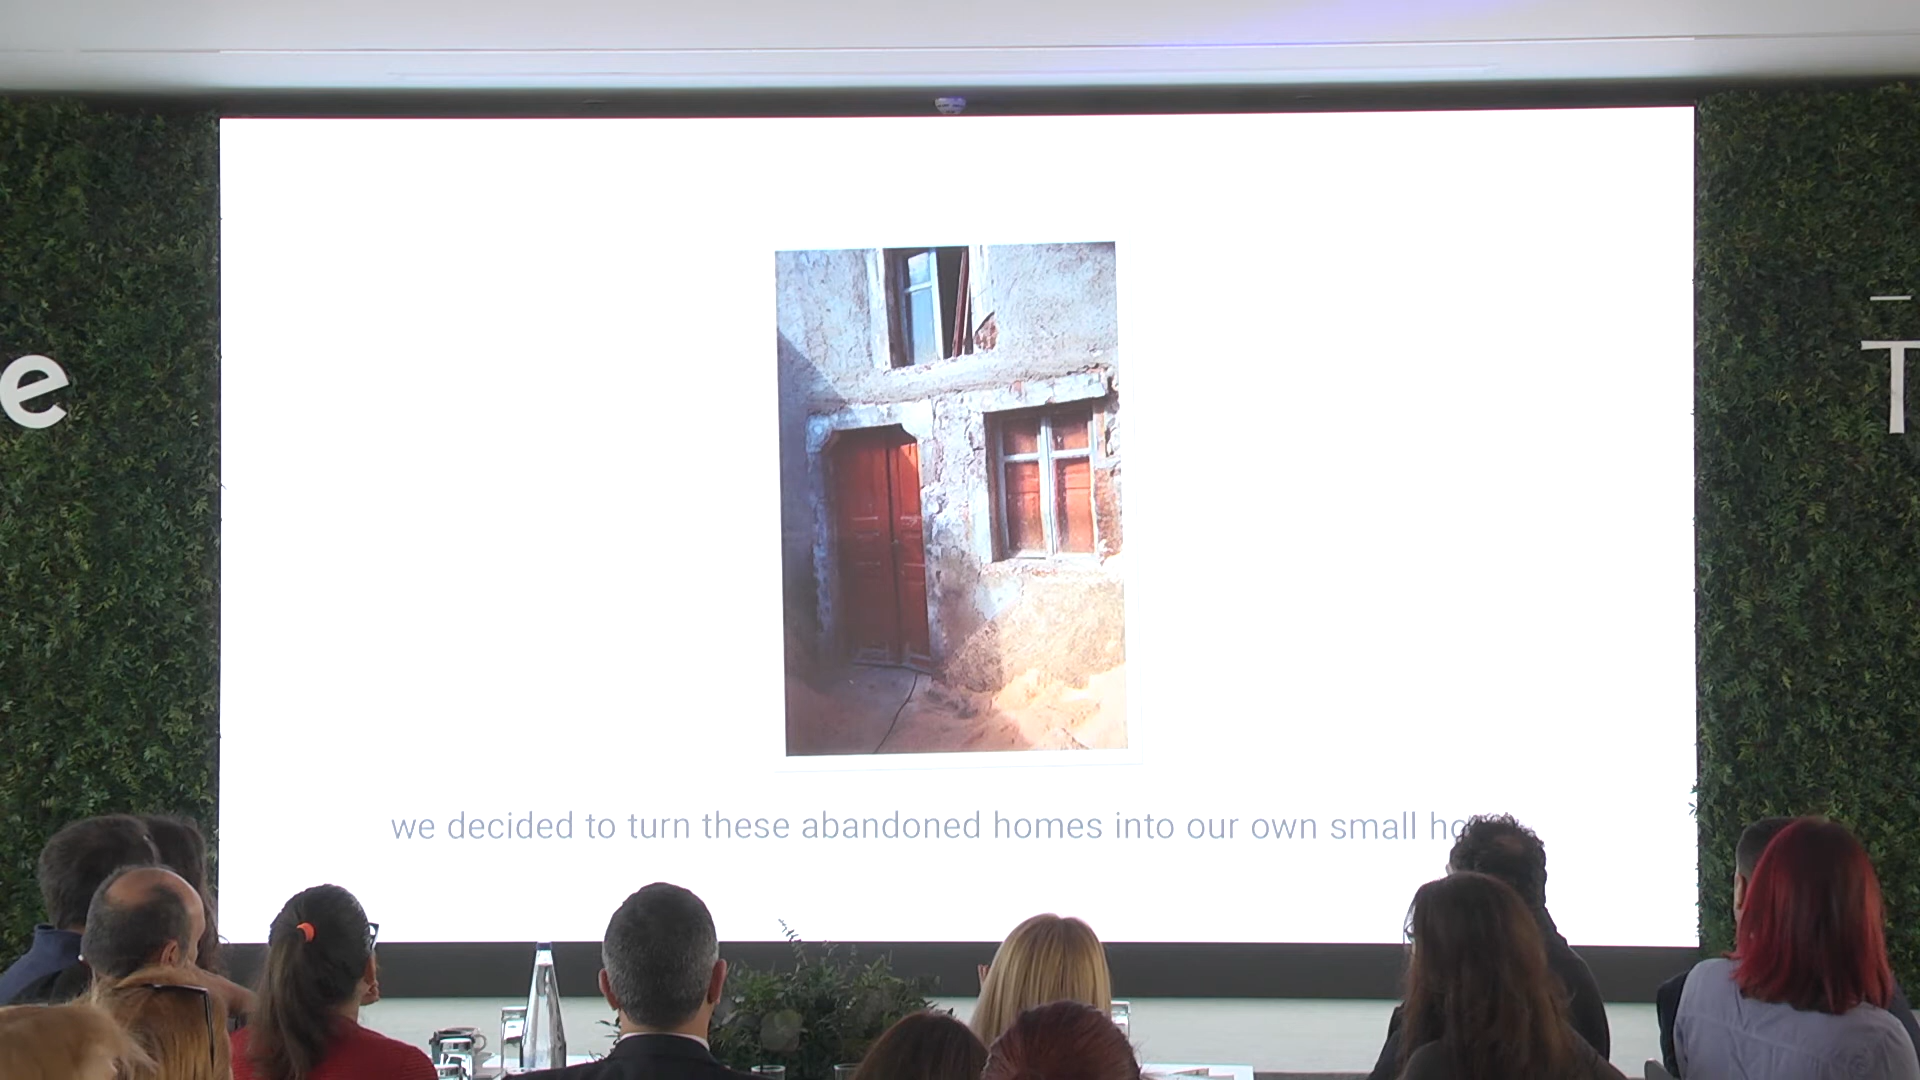 e
T
we decided to turn these abandoned homes into our own small